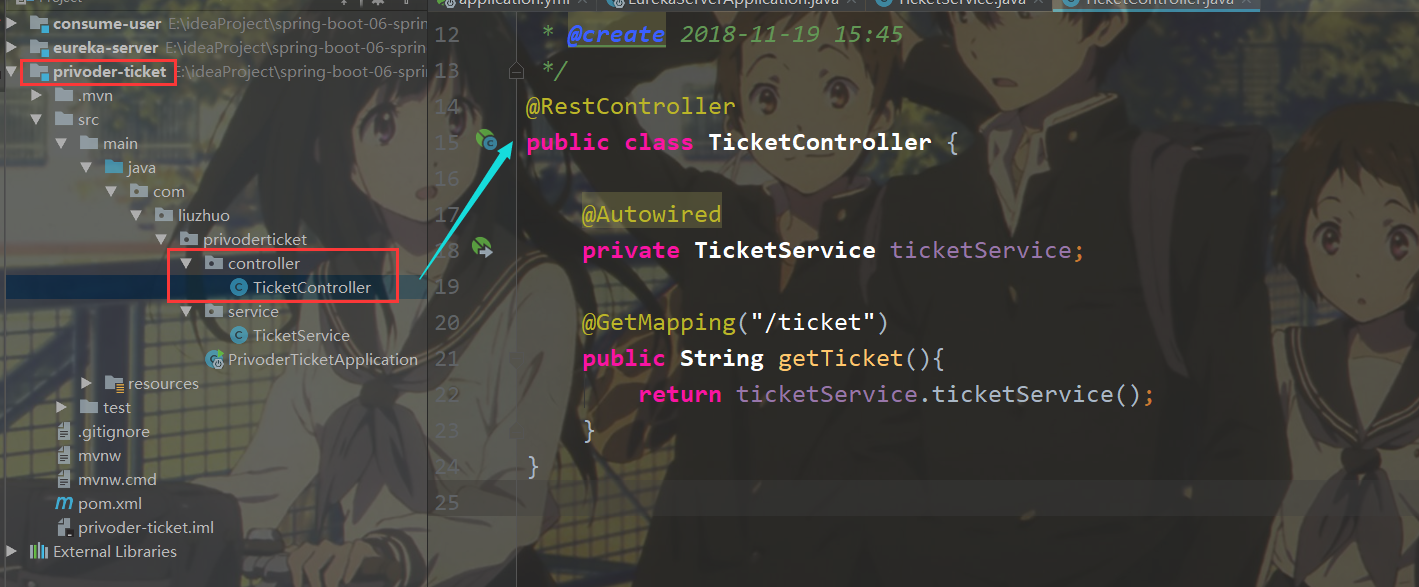 Project
consume-user E:\ideaProject\spring-boot-06-sprin
eureka-server E:\ideaProject\spring-boot-06-sprin
privoder-ticket E:\ideaProject\spring-boot-06-sprin
.mvn
src
main
java
com
liuzhuo
privoderticket
controller
TicketController
service
TicketService
PrivoderTicketApplication
resources
test
.gitignore
mvnw
mvnw.cmd
pom.xml
privoder-ticket.iml
External Libraries
application.yml EurekaServerApplication.java TicketService.java TicketController.java
12 * @create 2018-11-19 15:45
13 */
14 @RestController
15 public class TicketController {
16
17 @Autowired
18 private TicketService ticketService;
19
20 @GetMapping("/ticket")
21 public String getTicket(){
22 return ticketService.ticketService();
23 }
24 }
25